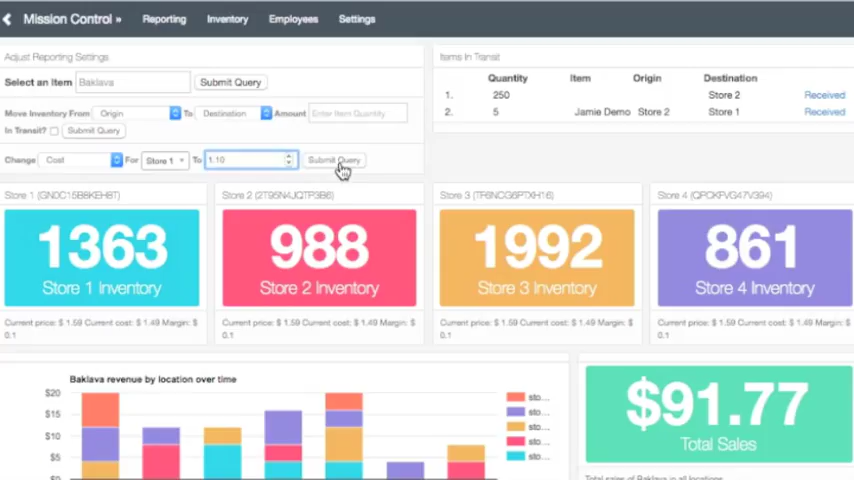 Mission Control » Reporting Inventory Employees Settings
Adjust Reporting Settings
Select an Item Baklava Submit Query
Move Inventory From Origin To Destination Amount Enter Item Quantity
In Transit? Submit Query
Change Cost For Store 1 To 1.10 Submit Query
Items In Transit
Quantity Item Origin Destination
1. 250 Store 2 Received
2. 5 Jamie Demo Store 2 Store 1 Received
Store 1 (GN0C15B8KEH8T)
1363
Store 1 Inventory
Current price: $ 1.59 Current cost: $ 1.49 Margin: $
0.1
Store 2 (2T95N4JQTP3B6)
988
Store 2 Inventory
Current price: $ 1.59 Current cost: $ 1.49 Margin: $
0.1
Store 3 (TF6NCG6PTXH16)
1992
Store 3 Inventory
Current price: $ 1.59 Current cost: $ 1.49 Margin: $
0.1
Store 4 (QPCKFVG47V394)
861
Store 4 Inventory
Current price: $ 1.59 Current cost: $ 1.49 Margin: $
0.1
Baklava revenue by location over time
$20
$15
$10
$5
sto...
sto...
sto...
sto...
sto...
$91.77
Total Sales
Total sales of Baklava in all locations